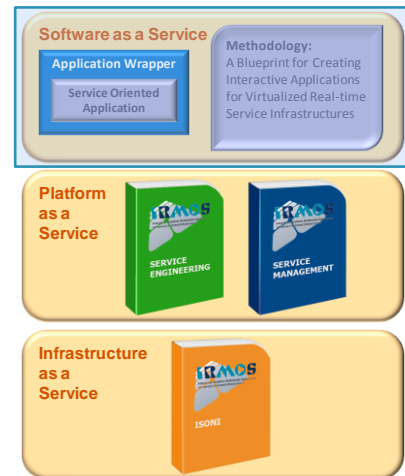 Software as a Service
Methodology:
A Blueprint for Creating
Interactive Applications
for Virtualized Real-time
Service Infrastructures
Application Wrapper
Service Oriented
Application
Platform
as a
Service
IRMOS
SERVICE
ENGINEERING
IRMOS
SERVICE
MANAGEMENT
Infrastructure
as a
Service
IRMOS
ISONI